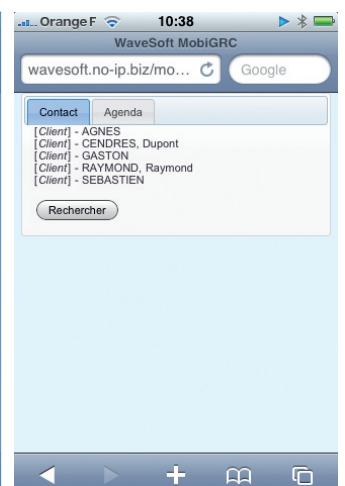 Orange F 10:38
WaveSoft MobiGRC
wavesoft.no-ip.biz/mo... Google
Contact Agenda
[Client] - AGNES
[Client] - CENDRES, Dupont
[Client] - GASTON
[Client] - RAYMOND, Raymond
[Client] - SEBASTIEN
Rechercher